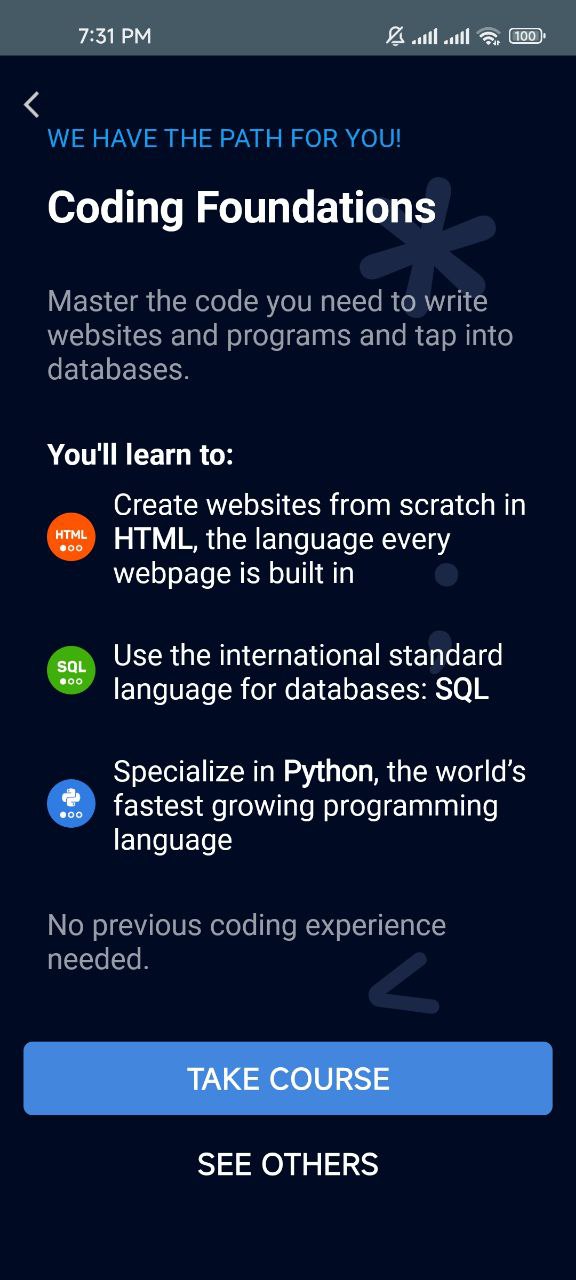 7:31 PM
100
WE HAVE THE PATH FOR YOU!
Coding Foundations
Master the code you need to write
websites and programs and tap into
databases.
You'll learn to:
Create websites from scratch in
HTML
HTML, the language every
webpage is built in
Use the international standard
SQL
language for databases: SQL
Specialize in Python, the world’s
fastest growing programming
language
No previous coding experience
needed.
TAKE COURSE
SEE OTHERS